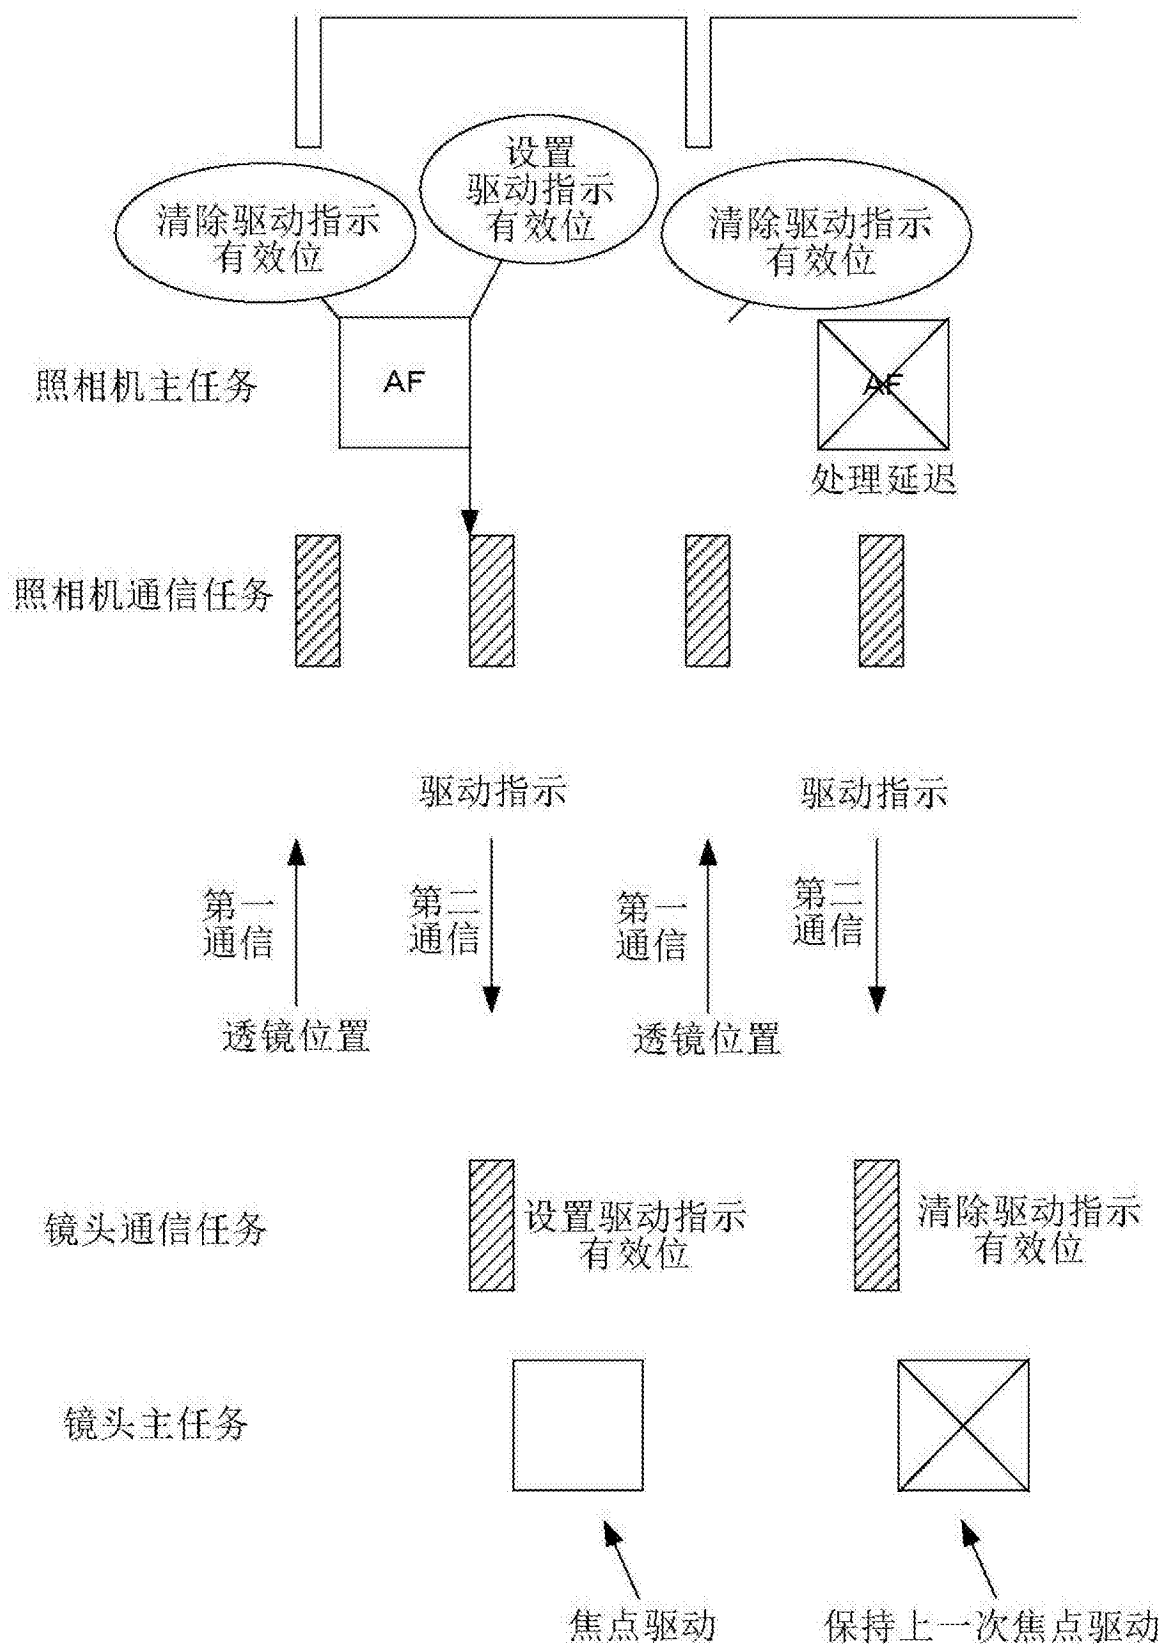 设置
驱动指示
有效位
清除驱动指示
有效位
清除驱动指示
有效位
照相机主任务
AF
AF
处理延迟
照相机通信任务
驱动指示
驱动指示
第一
通信
第二
通信
第一
通信
第二
通信
透镜位置
透镜位置
镜头通信任务
设置驱动指示
有效位
清除驱动指示
有效位
镜头主任务
焦点驱动
保持上一次焦点驱动